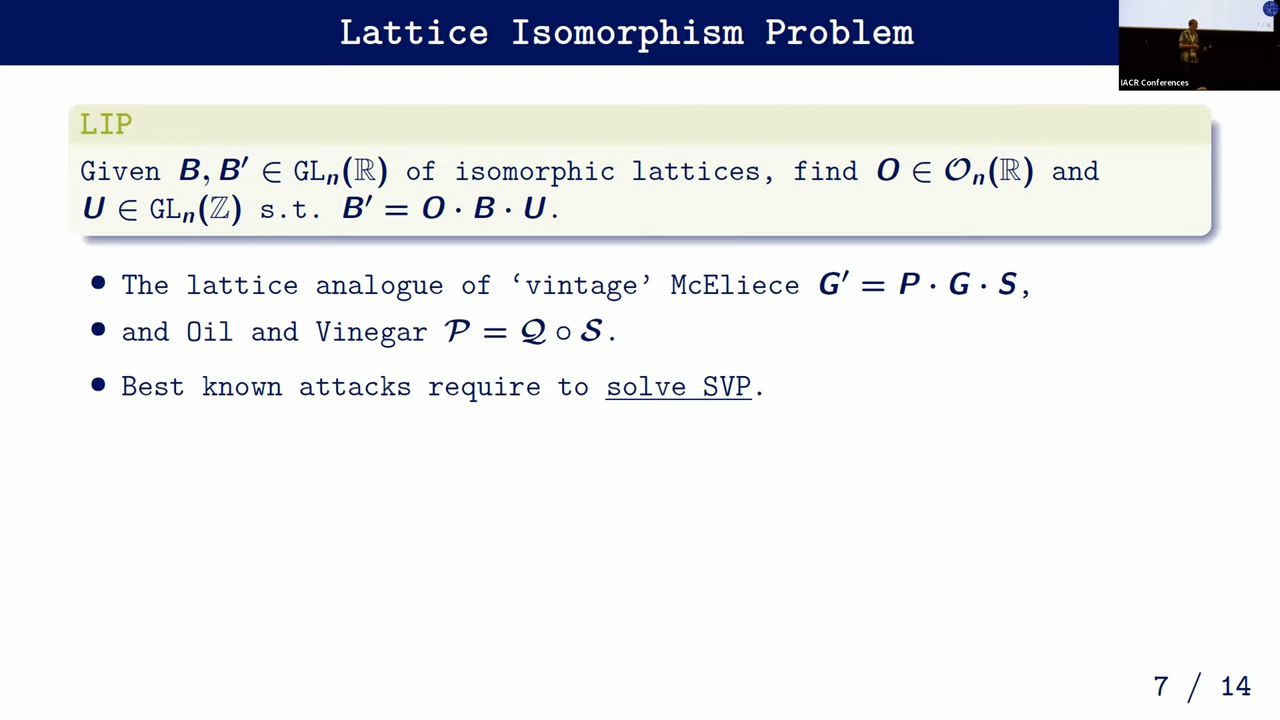 Lattice Isomorphism Problem
IACR Conferences
LIP
Given B, B′ ∈ GLₙ(ℝ) of isomorphic lattices, find O ∈ 𝒪ₙ(ℝ) and
U ∈ GLₙ(ℤ) s.t. B′ = O · B · U.
• The lattice analogue of ‘vintage’ McEliece G′ = P · G · S,
• and Oil and Vinegar 𝒫 = 𝒬 ∘ 𝒮.
• Best known attacks require to solve SVP.
7 / 14